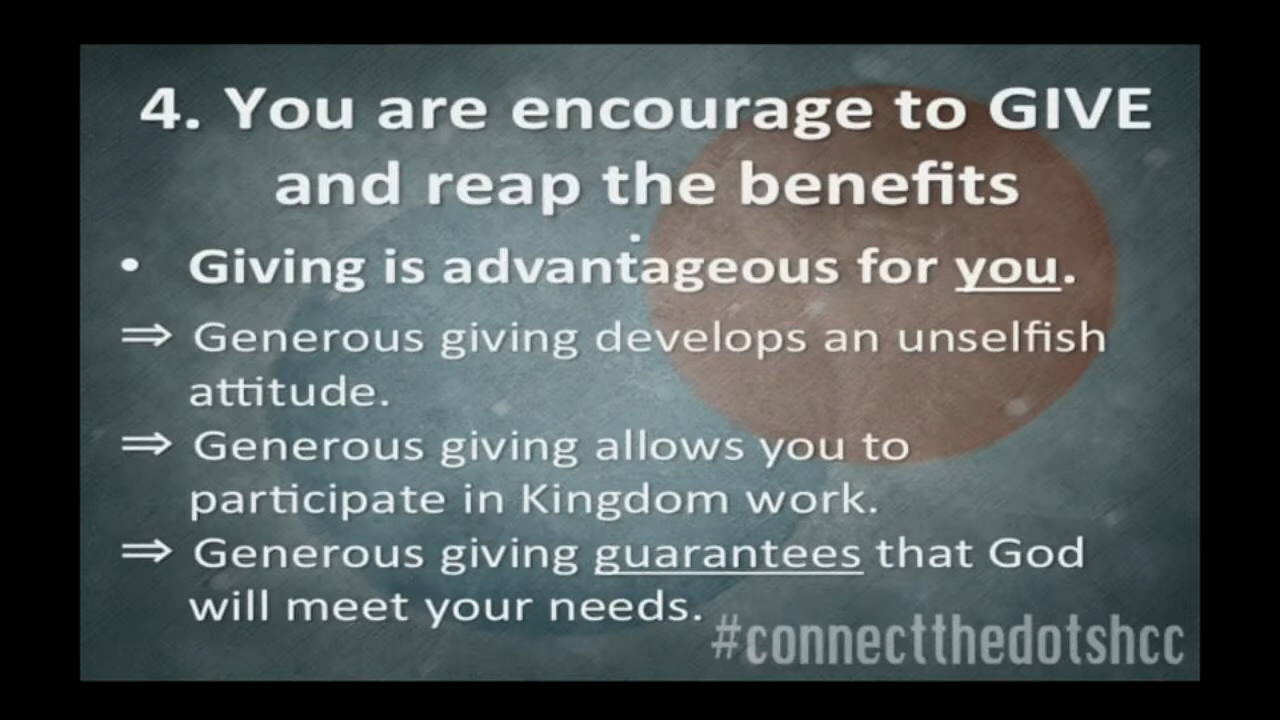 4. You are encourage to GIVE
and reap the benefits
.
• Giving is advantageous for you.
⇒ Generous giving develops an unselfish
attitude.
⇒ Generous giving allows you to
participate in Kingdom work.
⇒ Generous giving guarantees that God
will meet your needs.
#connectthedotshcc